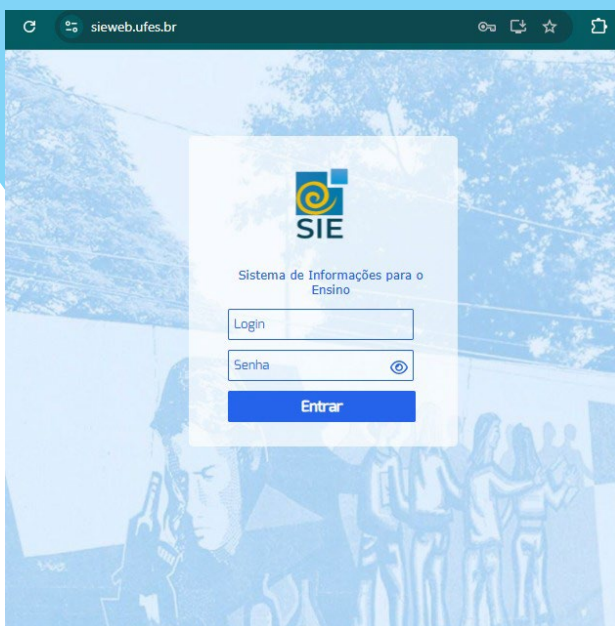 sieweb.ufes.br
SIE
Sistema de Informações para o
Ensino
Login
Senha
Entrar